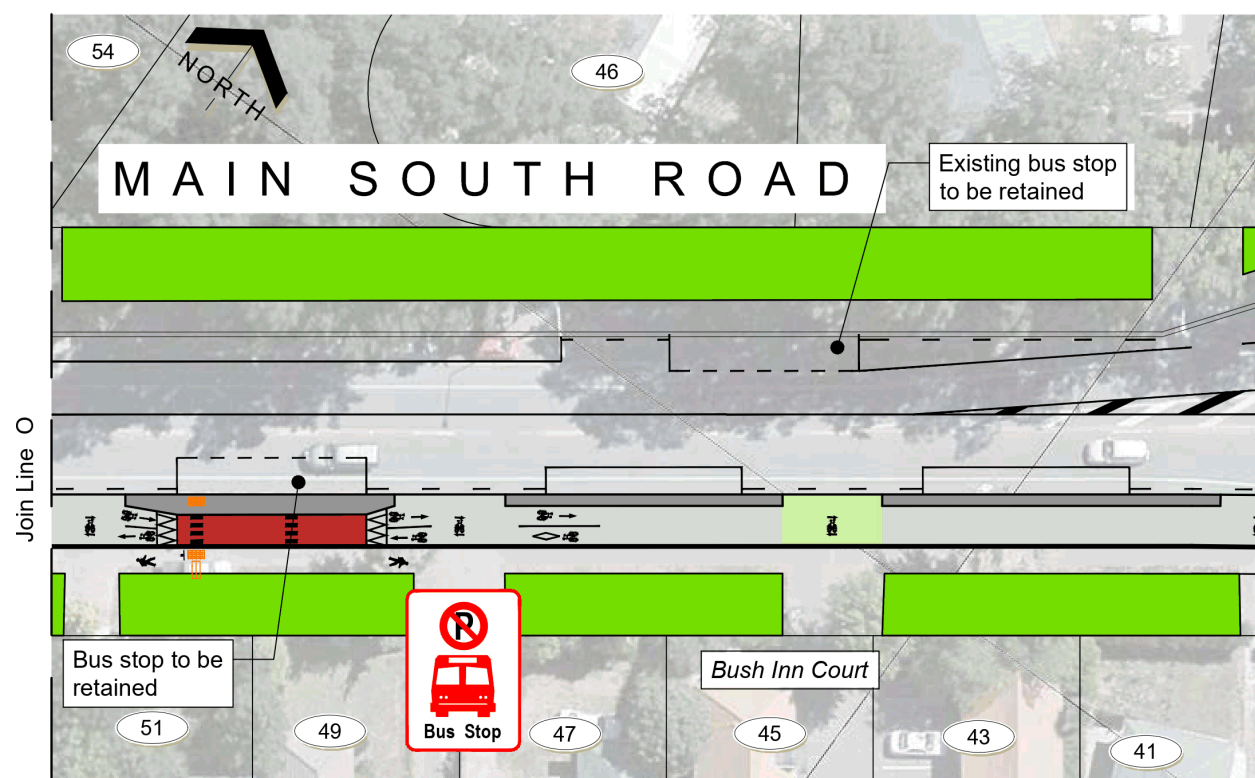 54
NORTH
46
MAIN SOUTH ROAD
Existing bus stop
to be retained
Join Line O
Bus stop to be
retained
P
Bus Stop
Bush Inn Court
51
49
47
45
43
41